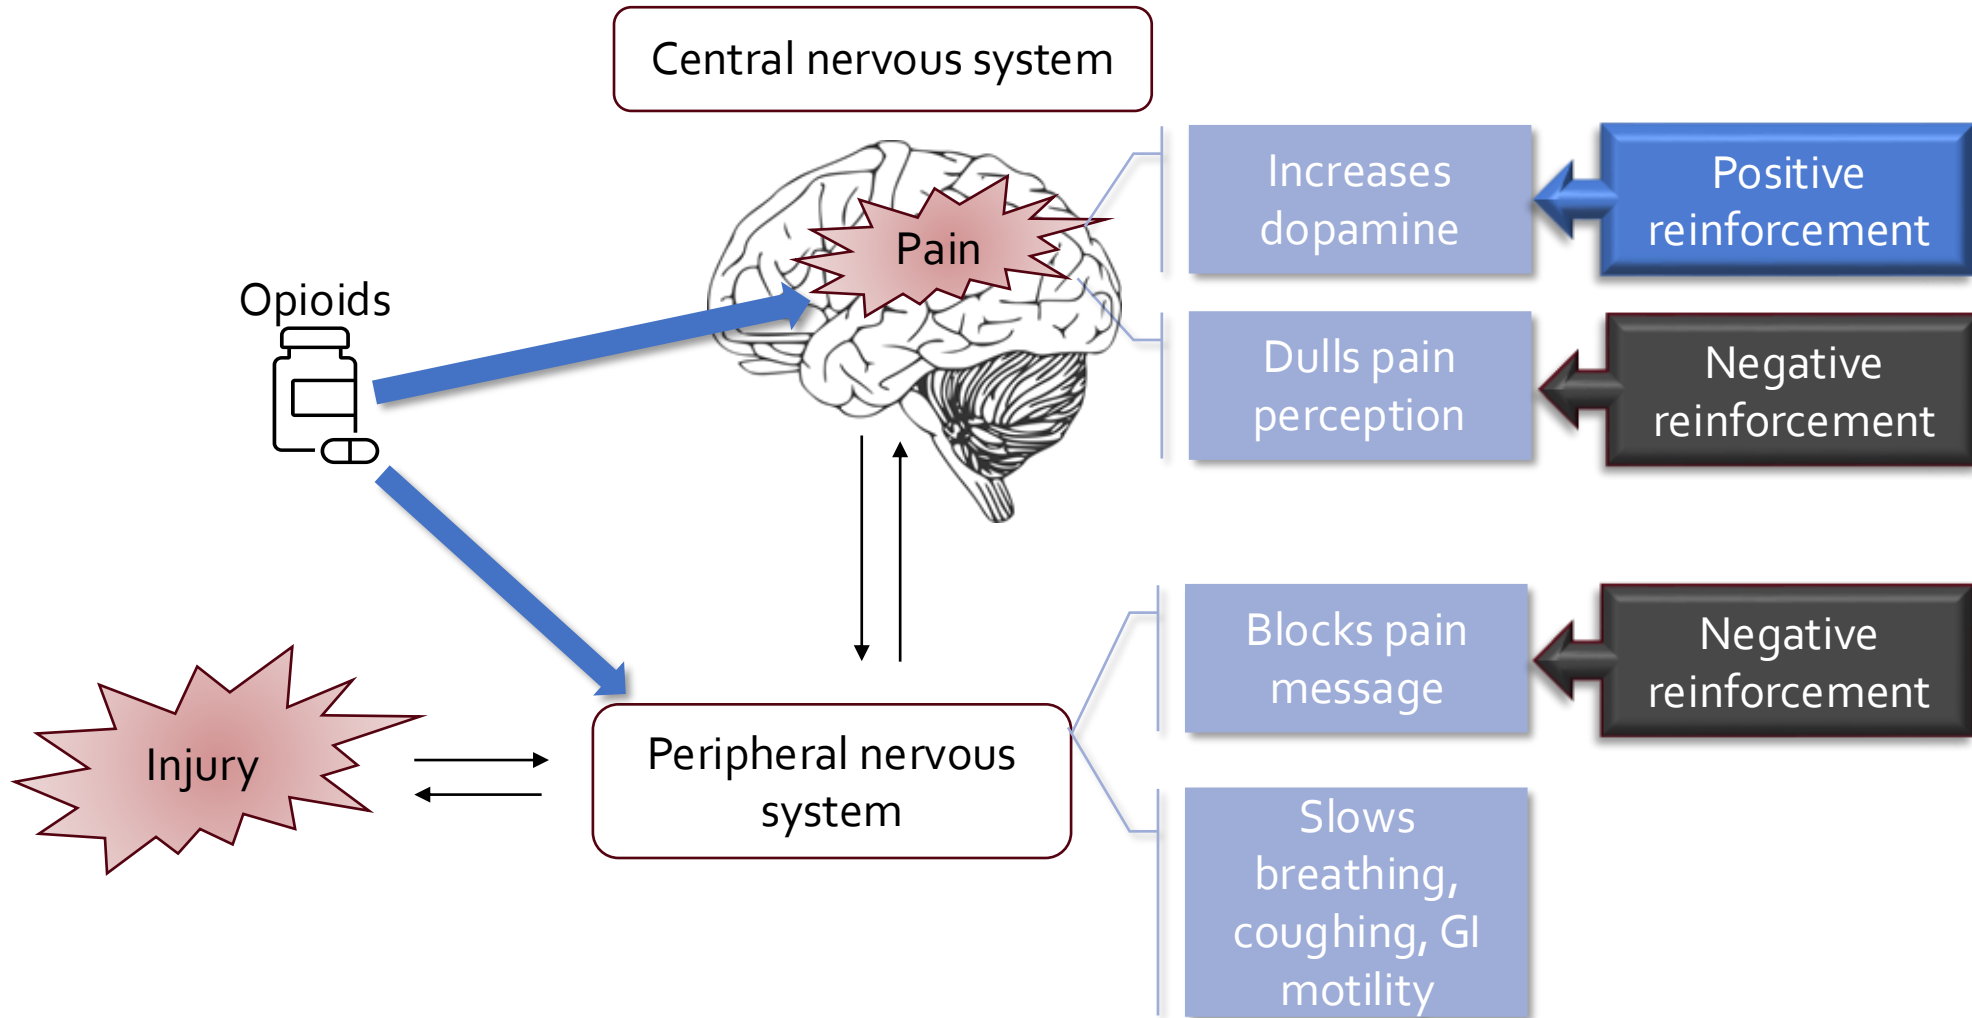 Central nervous system
Increases
dopamine
Positive
reinforcement
Pain
Opioids
Dulls pain
perception
Negative
reinforcement
Blocks pain
message
Negative
reinforcement
Injury
Peripheral nervous
system
Slows
breathing,
coughing, GI
motility